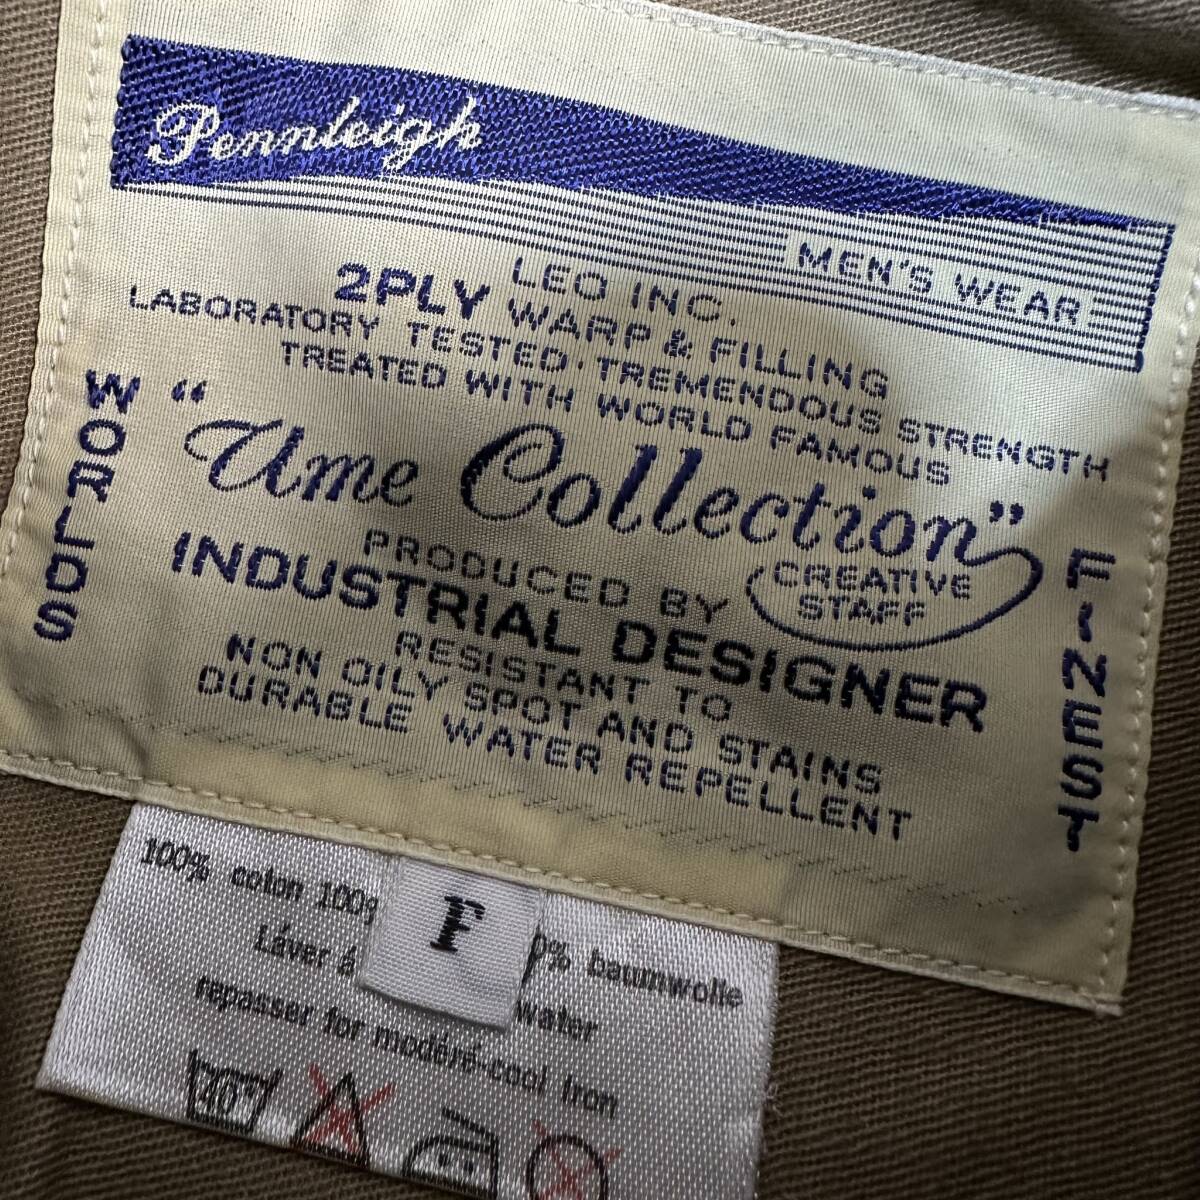 Pennleigh
MEN'S WEAR
LEO INC.
2PLY WARP & FILLING
LABORATORY TESTED·TREMENDOUS STRENGTH
TREATED WITH WORLD FAMOUS
"Ume Collection"
CREATIVE
STAFF
PRODUCED BY
INDUSTRIAL DESIGNER
RESISTANT TO
NON OILY SPOT AND STAINS
DURABLE WATER REPELLENT
WORLDS
FINEST
100% coton 100% baumwolle
F
Láver á water
repasser for modéré-cool iron
40°